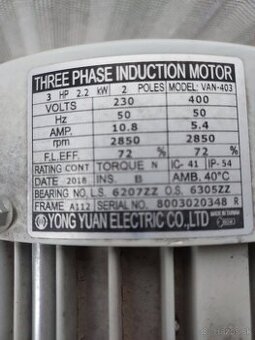 THREE PHASE INDUCTION MOTOR
3 HP 2.2 kW 2 POLES MODEL: VAN-403
VOLTS 230 400
Hz 50 50
AMP. 10.8 5.4
rpm 2850 2850
F.L.EFF. 72 % 72 %
RATING CONT TORQUE N IC- 41 IP- 54
DATE 2018 INS. B AMB. 40°C
BEARING NO. L.S. 6207ZZ O.S. 6305ZZ
FRAME A112 SERIAL NO. 8003020348 R
YONG YUAN ELECTRIC CO.,LTD
MADE IN TAIWAN